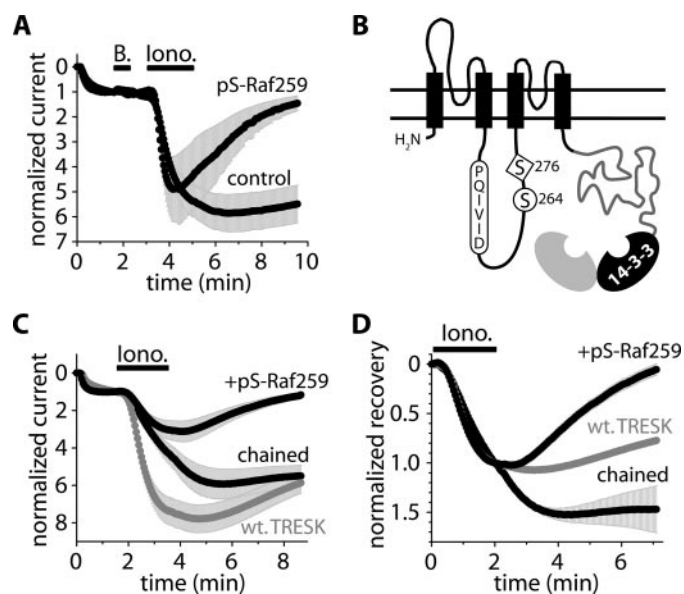 A
B. Iono.
0
1
2
3
4
5
6
7
normalized current
pS-Raf259
control
0 2 4 6 8 10
time (min)
B
H₂N
PQIVID
S 276
S 264
14-3-3
C
Iono.
0
2
4
6
8
normalized current
+pS-Raf259
chained
wt.TRESK
0 2 4 6 8
time (min)
D
Iono.
0
0.5
1.0
1.5
normalized recovery
+pS-Raf259
wt.TRESK
chained
0 2 4 6
time (min)